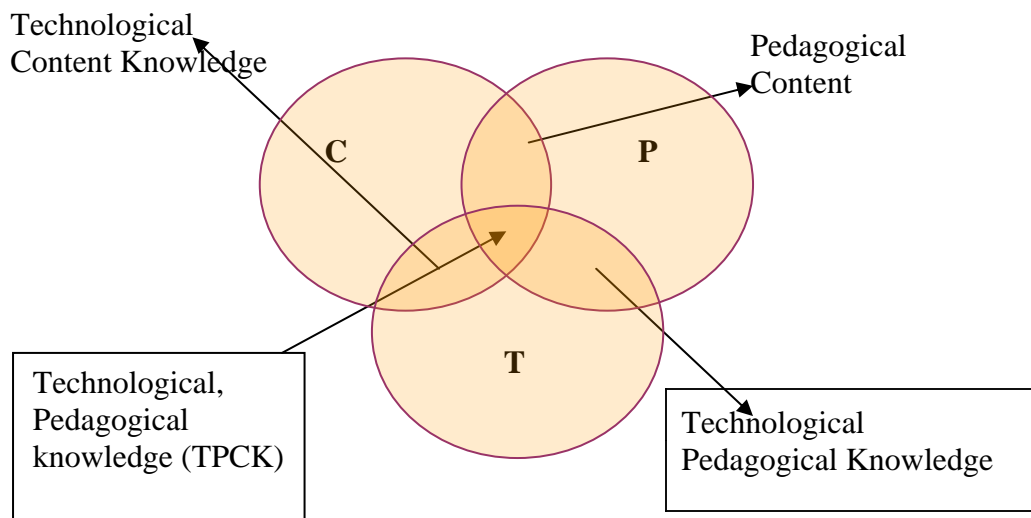 Technological
Content Knowledge
Pedagogical
Content
C
P
T
Technological,
Pedagogical
knowledge (TPCK)
Technological
Pedagogical Knowledge